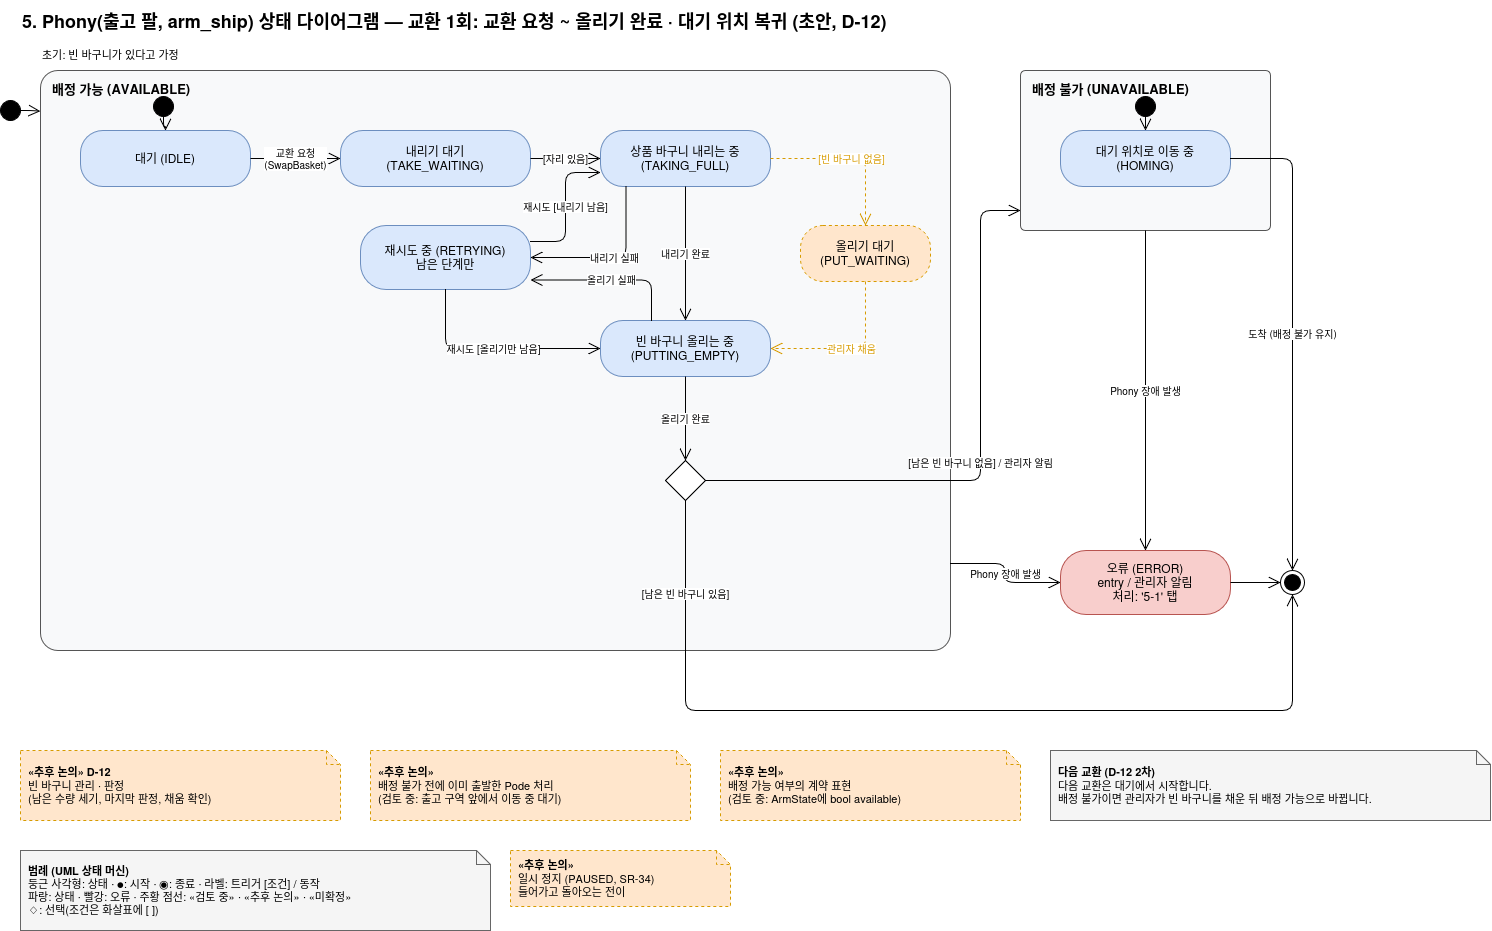 5. Phony(출고 팔, arm_ship) 상태 다이어그램 — 교환 1회: 교환 요청 ~ 올리기 완료 · 대기 위치 복귀 (초안, D-12)
초기: 빈 바구니가 있다고 가정
배정 가능 (AVAILABLE)
배정 불가 (UNAVAILABLE)
대기 (IDLE)
교환 요청
(SwapBasket)
내리기 대기
(TAKE_WAITING)
[자리 있음]
상품 바구니 내리는 중
(TAKING_FULL)
[빈 바구니 없음]
대기 위치로 이동 중
(HOMING)
재시도 [내리기 남음]
재시도 중 (RETRYING)
남은 단계만
내리기 실패
내리기 완료
올리기 대기
(PUT_WAITING)
올리기 실패
재시도 [올리기만 남음]
빈 바구니 올리는 중
(PUTTING_EMPTY)
관리자 채움
도착 (배정 불가 유지)
Phony 장애 발생
올리기 완료
[남은 빈 바구니 없음] / 관리자 알림
Phony 장애 발생
오류 (ERROR)
entry / 관리자 알림
처리: '5-1' 탭
[남은 빈 바구니 있음]
«추후 논의» D-12
빈 바구니 관리 · 판정
(남은 수량 세기, 마지막 판정, 채움 확인)
«추후 논의»
배정 불가 전에 이미 출발한 Pode 처리
(검토 중: 출고 구역 앞에서 이동 중 대기)
«추후 논의»
배정 가능 여부의 계약 표현
(검토 중: ArmState에 bool available)
다음 교환 (D-12 2차)
다음 교환은 대기에서 시작합니다.
배정 불가이면 관리자가 빈 바구니를 채운 뒤 배정 가능으로 바뀝니다.
범례 (UML 상태 머신)
둥근 사각형: 상태 · ●: 시작 · ◉: 종료 · 라벨: 트리거 [조건] / 동작
파랑: 상태 · 빨강: 오류 · 주황 점선: «검토 중» · «추후 논의» · «미확정»
♢: 선택(조건은 화살표에 [ ])
«추후 논의»
일시 정지 (PAUSED, SR-34)
들어가고 돌아오는 전이